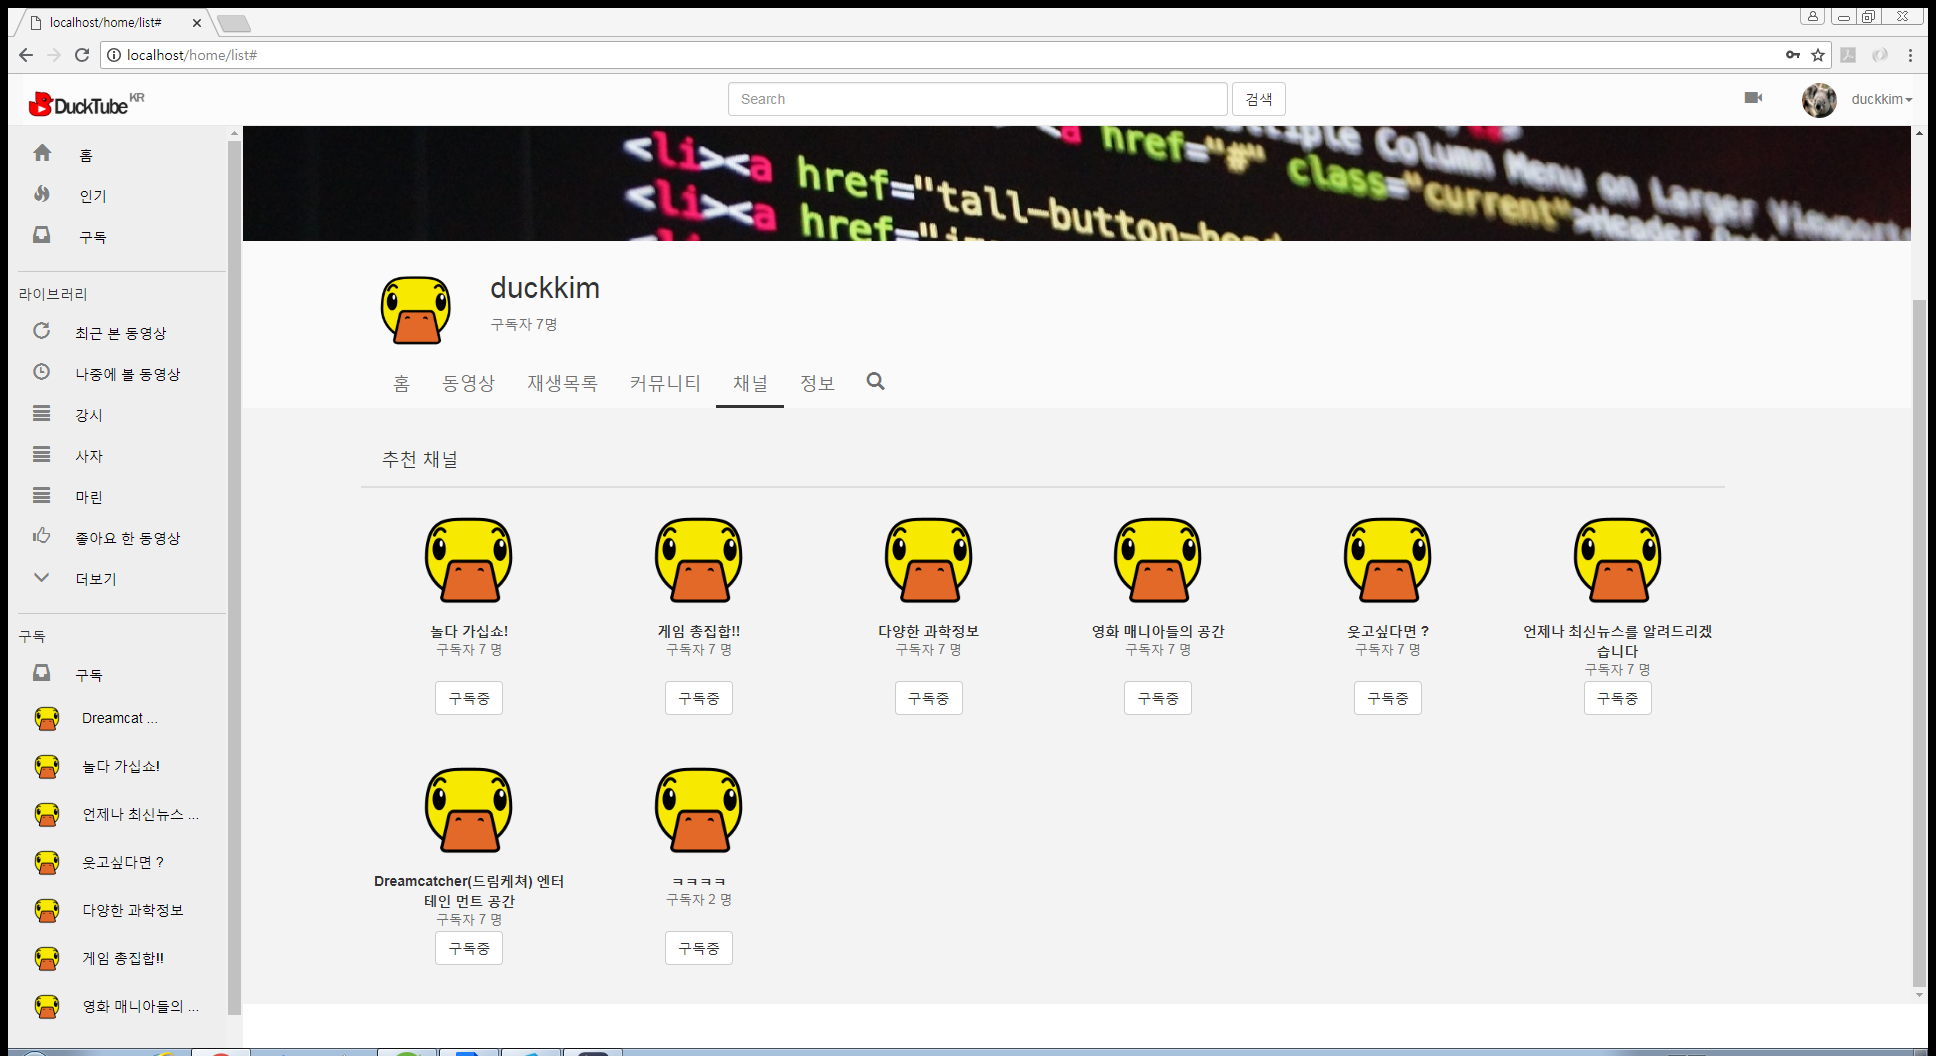 localhost/home/list#
localhost/home/list#
DuckTube KR
Search
검색
duckkim
홈
인기
구독
라이브러리
최근 본 동영상
나중에 볼 동영상
강시
사자
마린
좋아요 한 동영상
더보기
구독
구독
Dreamcat ...
놀다 가십쇼!
언제나 최신뉴스 ...
웃고싶다면 ?
다양한 과학정보
게임 총집합!!
영화 매니아들의 ...
<a href="#" class="current">Header Opt
ltiple Column Menu on Larger Viewports
<li><a href="tall-button-head
<li><a href="im
duckkim
구독자 7명
홈 동영상 재생목록 커뮤니티 채널 정보
추천 채널
놀다 가십쇼!
구독자 7 명
구독중
게임 총집합!!
구독자 7 명
구독중
다양한 과학정보
구독자 7 명
구독중
영화 매니아들의 공간
구독자 7 명
구독중
웃고싶다면 ?
구독자 7 명
구독중
언제나 최신뉴스를 알려드리겠
습니다
구독자 7 명
구독중
Dreamcatcher(드림케쳐) 엔터
테인 먼트 공간
구독자 7 명
구독중
ㅋㅋㅋㅋ
구독자 2 명
구독중